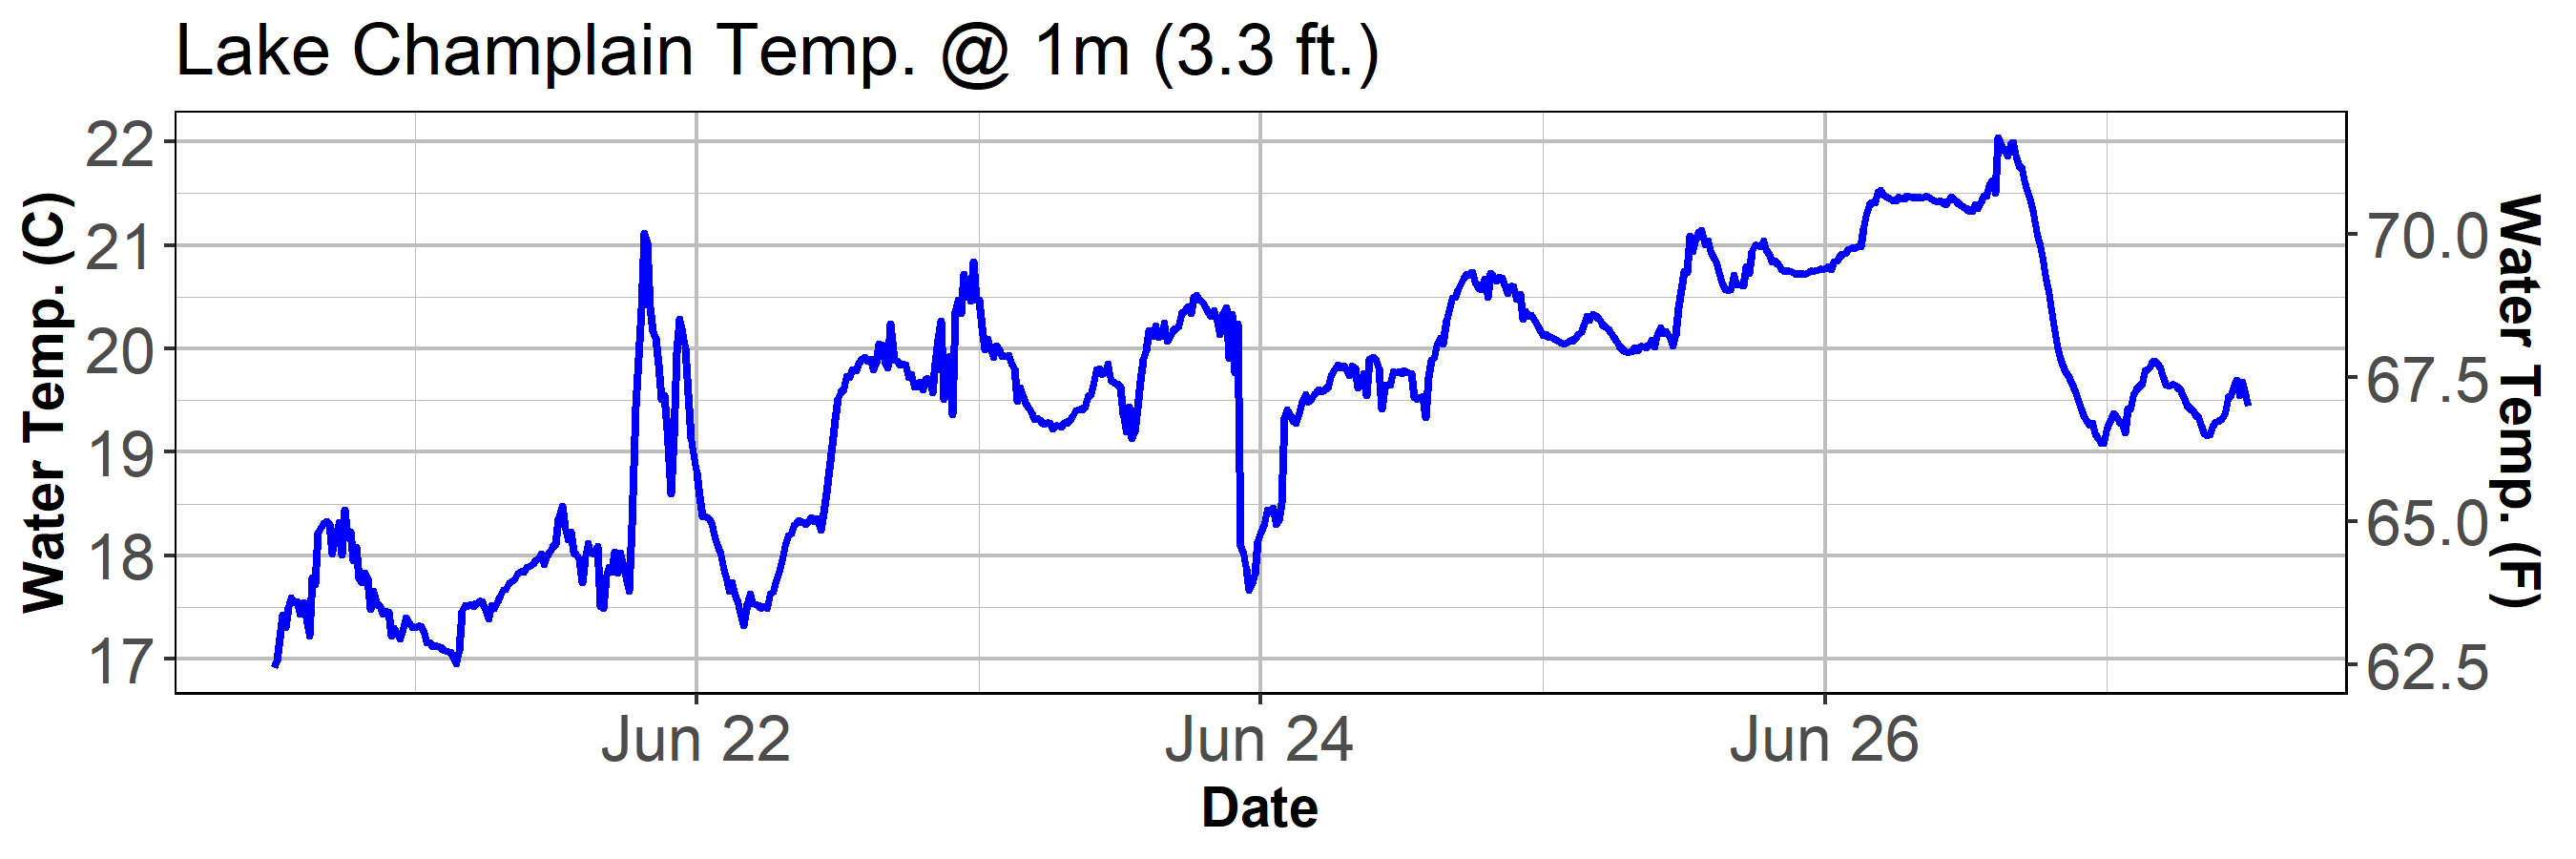 Lake Champlain Temp. @ 1m (3.3 ft.)
Water Temp. (C)
22
21
20
19
18
17
70.0
67.5
65.0
62.5
Water Temp. (F)
Jun 22
Jun 24
Jun 26
Date